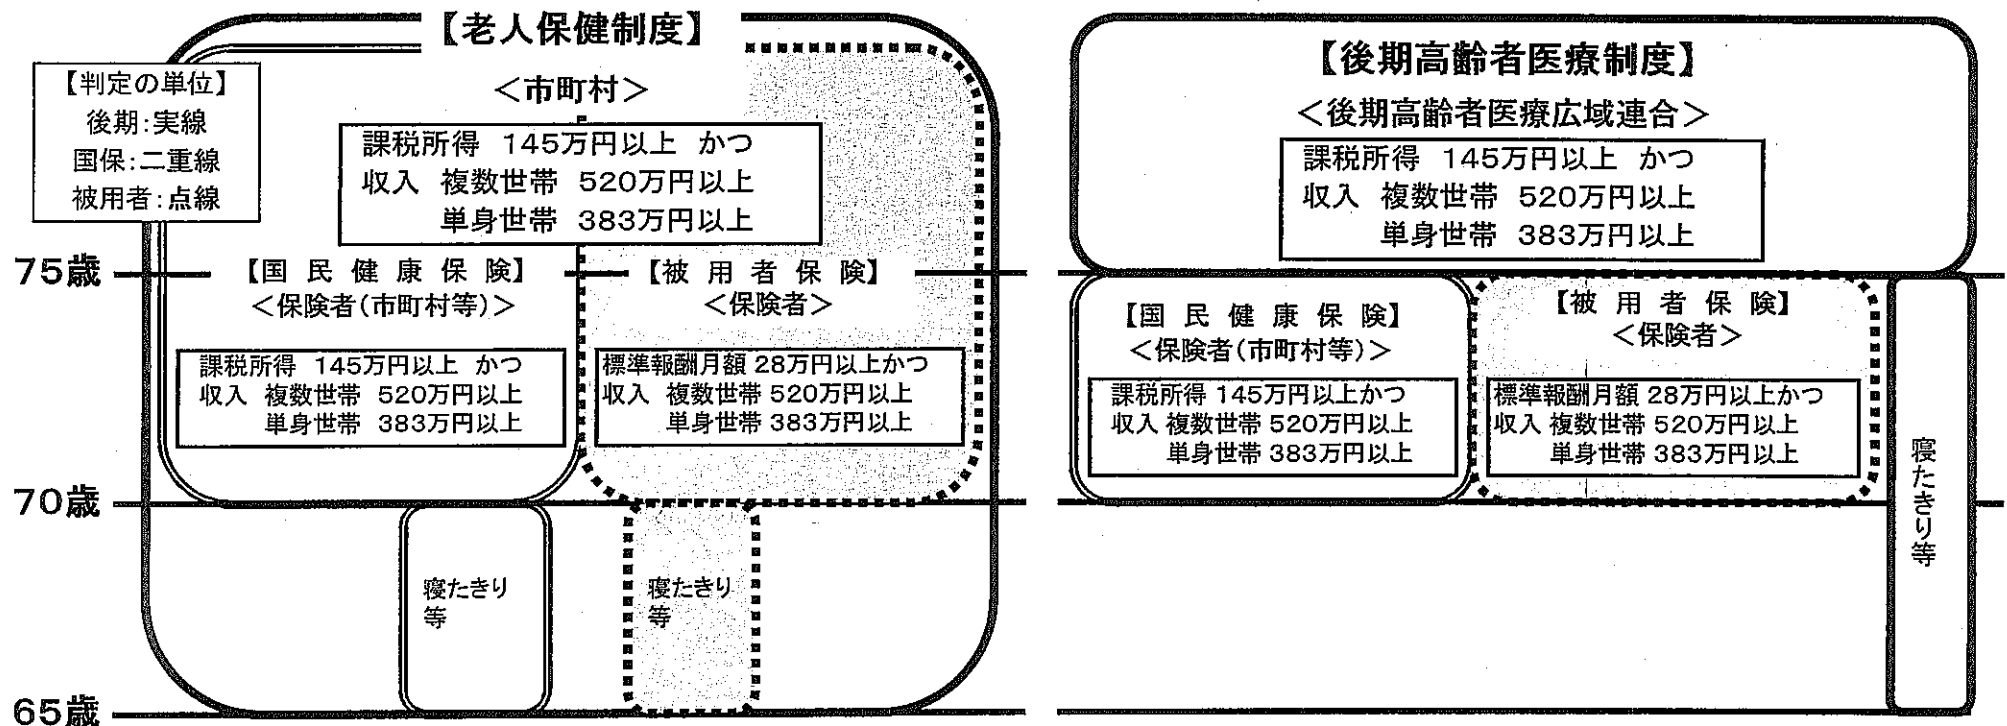 【老人保健制度】
<市町村>
【判定の単位】
後期:実線
国保:二重線
被用者:点線
課税所得 145万円以上 かつ
収入 複数世帯 520万円以上
単身世帯 383万円以上
75歳
【国民健康保険】
<保険者(市町村等)>
課税所得 145万円以上 かつ
収入 複数世帯 520万円以上
単身世帯 383万円以上
【被用者保険】
<保険者>
標準報酬月額 28万円以上かつ
収入 複数世帯 520万円以上
単身世帯 383万円以上
70歳
寝たきり
等
寝たきり
等
65歳
【後期高齢者医療制度】
<後期高齢者医療広域連合>
課税所得 145万円以上 かつ
収入 複数世帯 520万円以上
単身世帯 383万円以上
【国民健康保険】
<保険者(市町村等)>
課税所得 145万円以上かつ
収入 複数世帯 520万円以上
単身世帯 383万円以上
【被用者保険】
<保険者>
標準報酬月額 28万円以上かつ
収入 複数世帯 520万円以上
単身世帯 383万円以上
寝たきり等